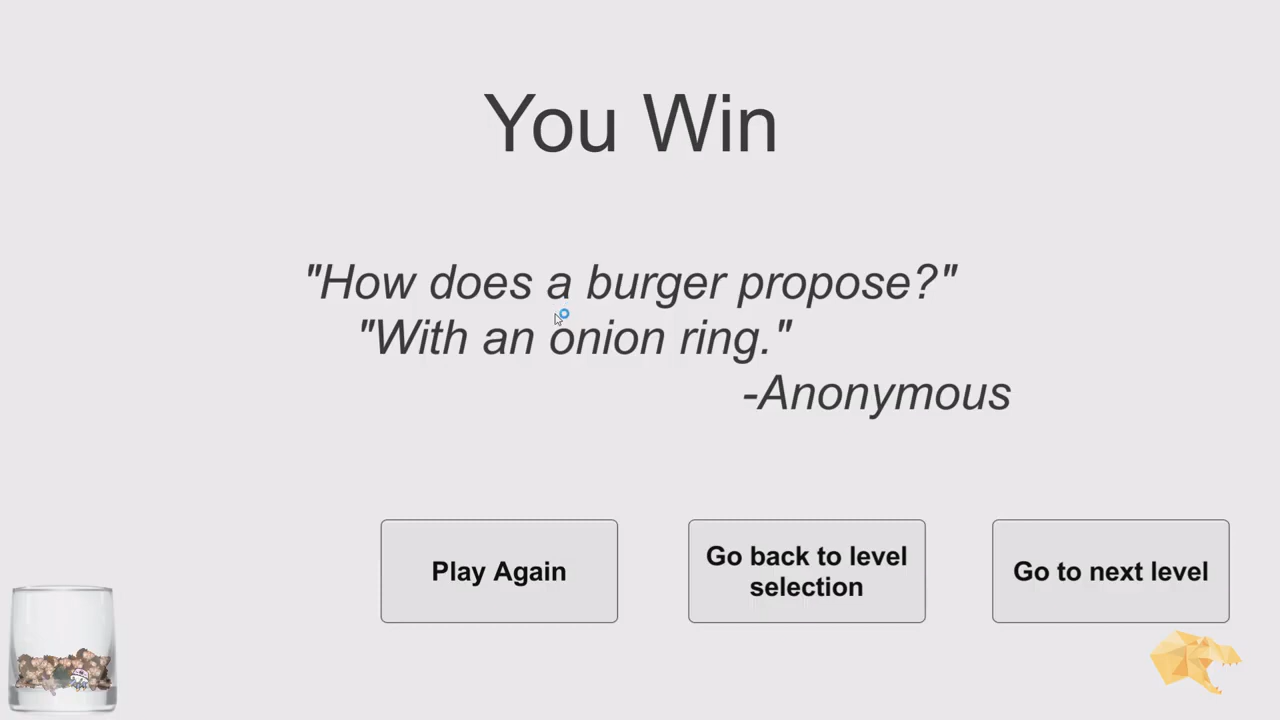 You Win
"How does a burger propose?"
"With an onion ring."
-Anonymous
Play Again
Go back to level
selection
Go to next level